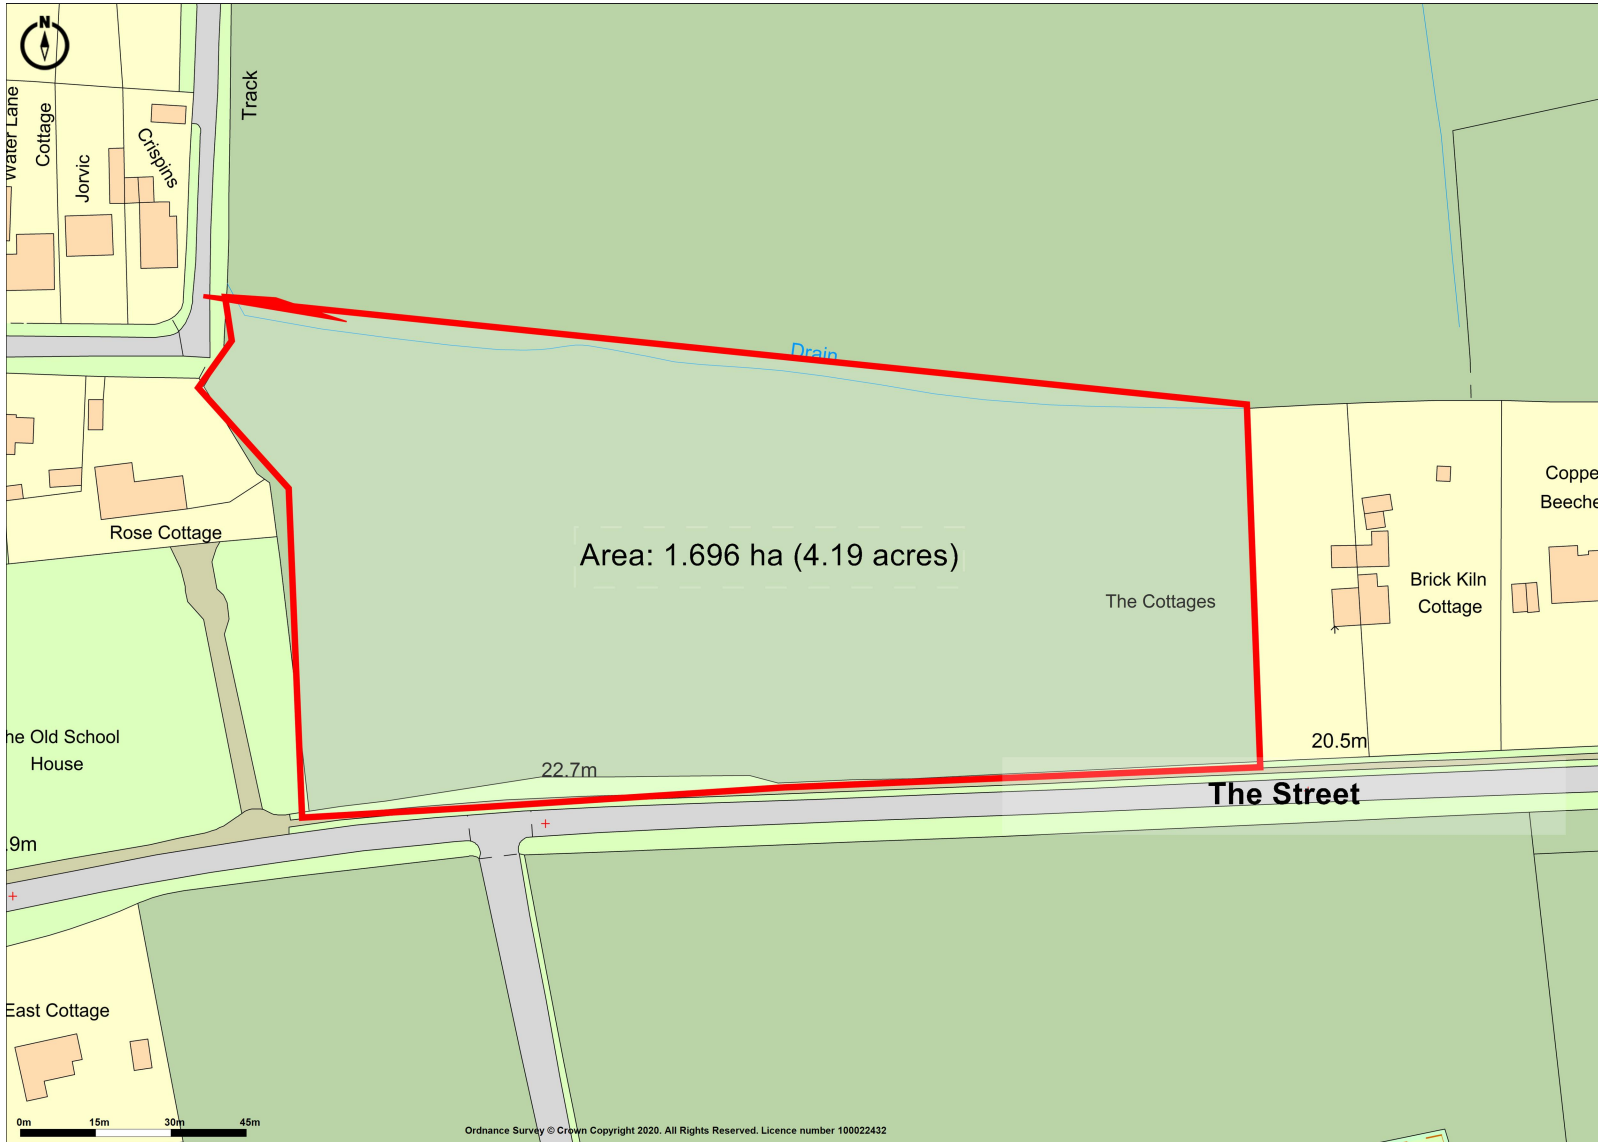 N
Track
Water Lane
Cottage
Jorvic
Crispins
Drain
Rose Cottage
Area: 1.696 ha (4.19 acres)
The Cottages
Coppe
Beeche
Brick Kiln
Cottage
he Old School
House
22.7m
20.5m
The Street
.9m
East Cottage
0m 15m 30m 45m
Ordnance Survey © Crown Copyright 2020. All Rights Reserved. Licence number 100022432